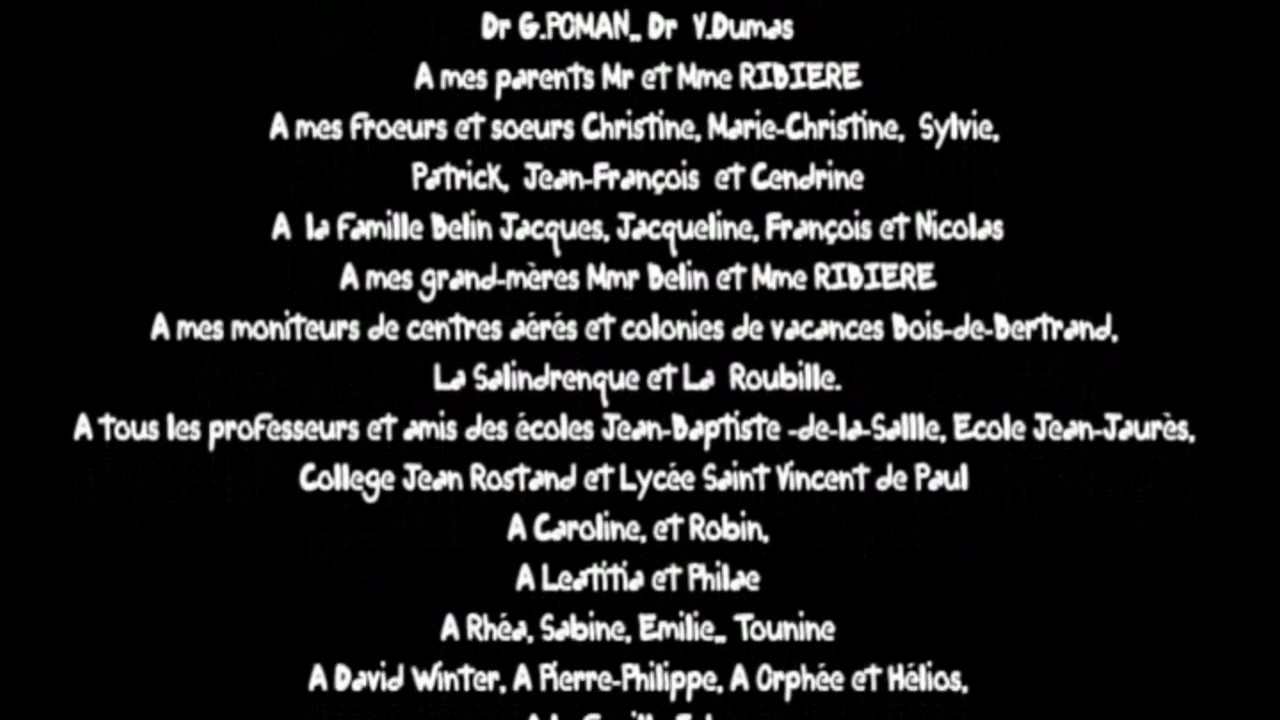 Dr G.POMAN,, Dr V.Dumas
A mes parents Mr et Mme RIBIERE
A mes froeurs et soeurs Christine, Marie-Christine, Sylvie,
Patrick, Jean-François et Cendrine
A la famille Belin Jacques, Jacqueline, François et Nicolas
A mes grand-mères Mmr Belin et Mme RIBIERE
A mes moniteurs de centres aérés et colonies de vacances Bois-de-Bertrand,
La Salindrenque et La Roubille.
A tous les professeurs et amis des écoles Jean-Baptiste -de-la-Sallle, Ecole Jean-Jaurès,
College Jean Rostand et Lycée Saint Vincent de Paul
A Caroline, et Robin,
A Leatitia et Philae
A Rhéa, Sabine, Emilie,, Tounine
A David Winter, A Pierre-Philippe, A Orphée et Hélios,